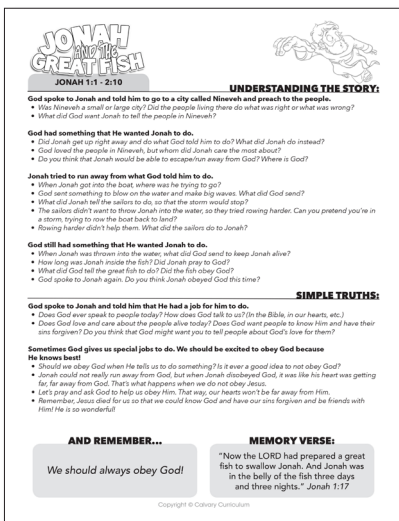 JONAH
AND THE
GREAT FISH
JONAH 1:1 - 2:10
UNDERSTANDING THE STORY:
God spoke to Jonah and told him to go to a city called Nineveh and preach to the people.
• Was Nineveh a small or large city? Did the people living there do what was right or what was wrong?
• What did God want Jonah to tell the people in Nineveh?
God had something that He wanted Jonah to do.
• Did Jonah get up right away and do what God told him to do? What did Jonah do instead?
• God loved the people in Nineveh, but whom did Jonah care the most about?
• Do you think that Jonah would be able to escape/run away from God? Where is God?
Jonah tried to run away from what God told him to do.
• When Jonah got into the boat, where was he trying to go?
• God sent something to blow on the water and make big waves. What did God send?
• What did Jonah tell the sailors to do, so that the storm would stop?
• The sailors didn't want to throw Jonah into the water, so they tried rowing harder. Can you pretend you're in
a storm, trying to row the boat back to land?
• Rowing harder didn't help them. What did the sailors do to Jonah?
God still had something that He wanted Jonah to do.
• When Jonah was thrown into the water, what did God send to keep Jonah alive?
• How long was Jonah inside the fish? Did Jonah pray to God?
• What did God tell the great fish to do? Did the fish obey God?
• God spoke to Jonah again. Do you think Jonah obeyed God this time?
SIMPLE TRUTHS:
God spoke to Jonah and told him that He had a job for him to do.
• Does God ever speak to people today? How does God talk to us? (In the Bible, in our hearts, etc.)
• Does God love and care about the people alive today? Does God want people to know Him and have their
sins forgiven? Do you think that God might want you to tell people about God's love for them?
Sometimes God gives us special jobs to do. We should be excited to obey God because
He knows best!
• Should we obey God when He tells us to do something? Is it ever a good idea to not obey God?
• Jonah could not really run away from God, but when Jonah disobeyed God, it was like his heart was getting
far, far away from God. That's what happens when we do not obey Jesus.
• Let's pray and ask God to help us obey Him. That way, our hearts won't be far away from Him.
• Remember, Jesus died for us so that we could know God and have our sins forgiven and be friends with
Him! He is so wonderful!
AND REMEMBER...
We should always obey God!
MEMORY VERSE:
"Now the LORD had prepared a great
fish to swallow Jonah. And Jonah was
in the belly of the fish three days
and three nights." Jonah 1:17
Copyright © Calvary Curriculum